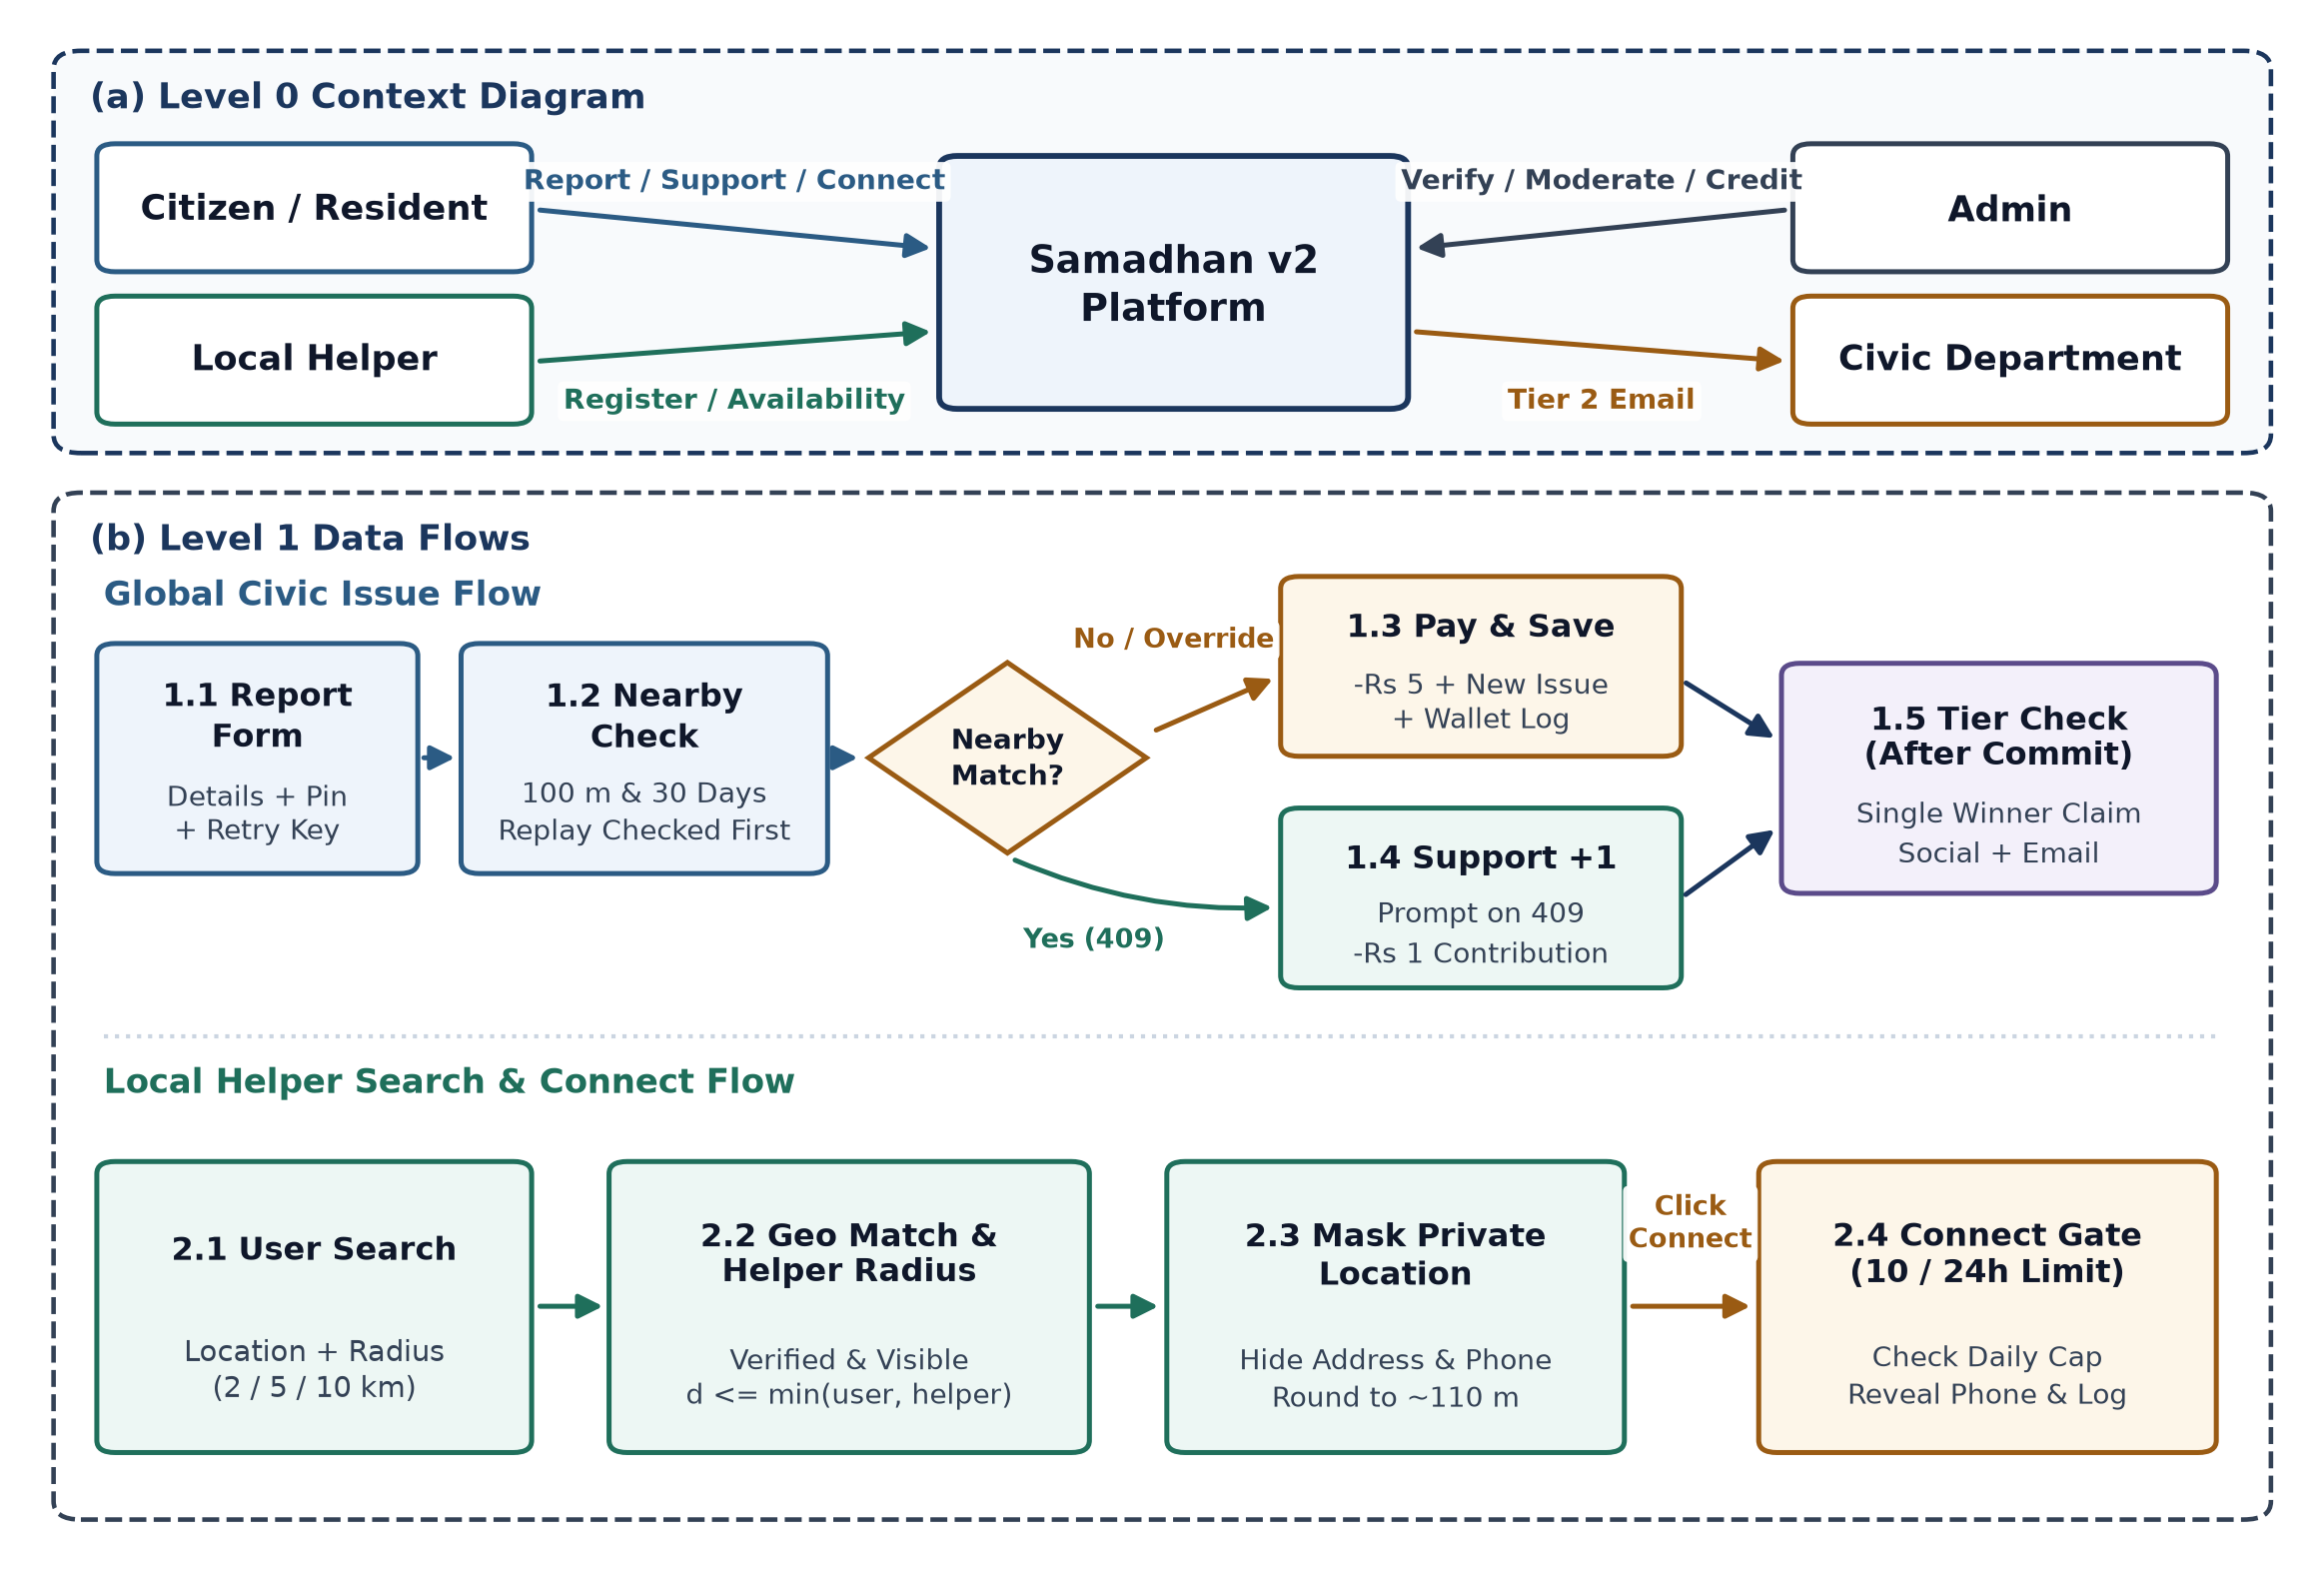 (a) Level 0 Context Diagram
Citizen / Resident
Report / Support / Connect
Samadhan v2
Platform
Verify / Moderate / Credit
Admin
Local Helper
Register / Availability
Tier 2 Email
Civic Department
(b) Level 1 Data Flows
Global Civic Issue Flow
1.1 Report
Form
Details + Pin
+ Retry Key
1.2 Nearby
Check
100 m & 30 Days
Replay Checked First
Nearby
Match?
No / Override
1.3 Pay & Save
-Rs 5 + New Issue
+ Wallet Log
Yes (409)
1.4 Support +1
Prompt on 409
-Rs 1 Contribution
1.5 Tier Check
(After Commit)
Single Winner Claim
Social + Email
Local Helper Search & Connect Flow
2.1 User Search
Location + Radius
(2 / 5 / 10 km)
2.2 Geo Match &
Helper Radius
Verified & Visible
d <= min(user, helper)
2.3 Mask Private
Location
Hide Address & Phone
Round to ~110 m
Click
Connect
2.4 Connect Gate
(10 / 24h Limit)
Check Daily Cap
Reveal Phone & Log